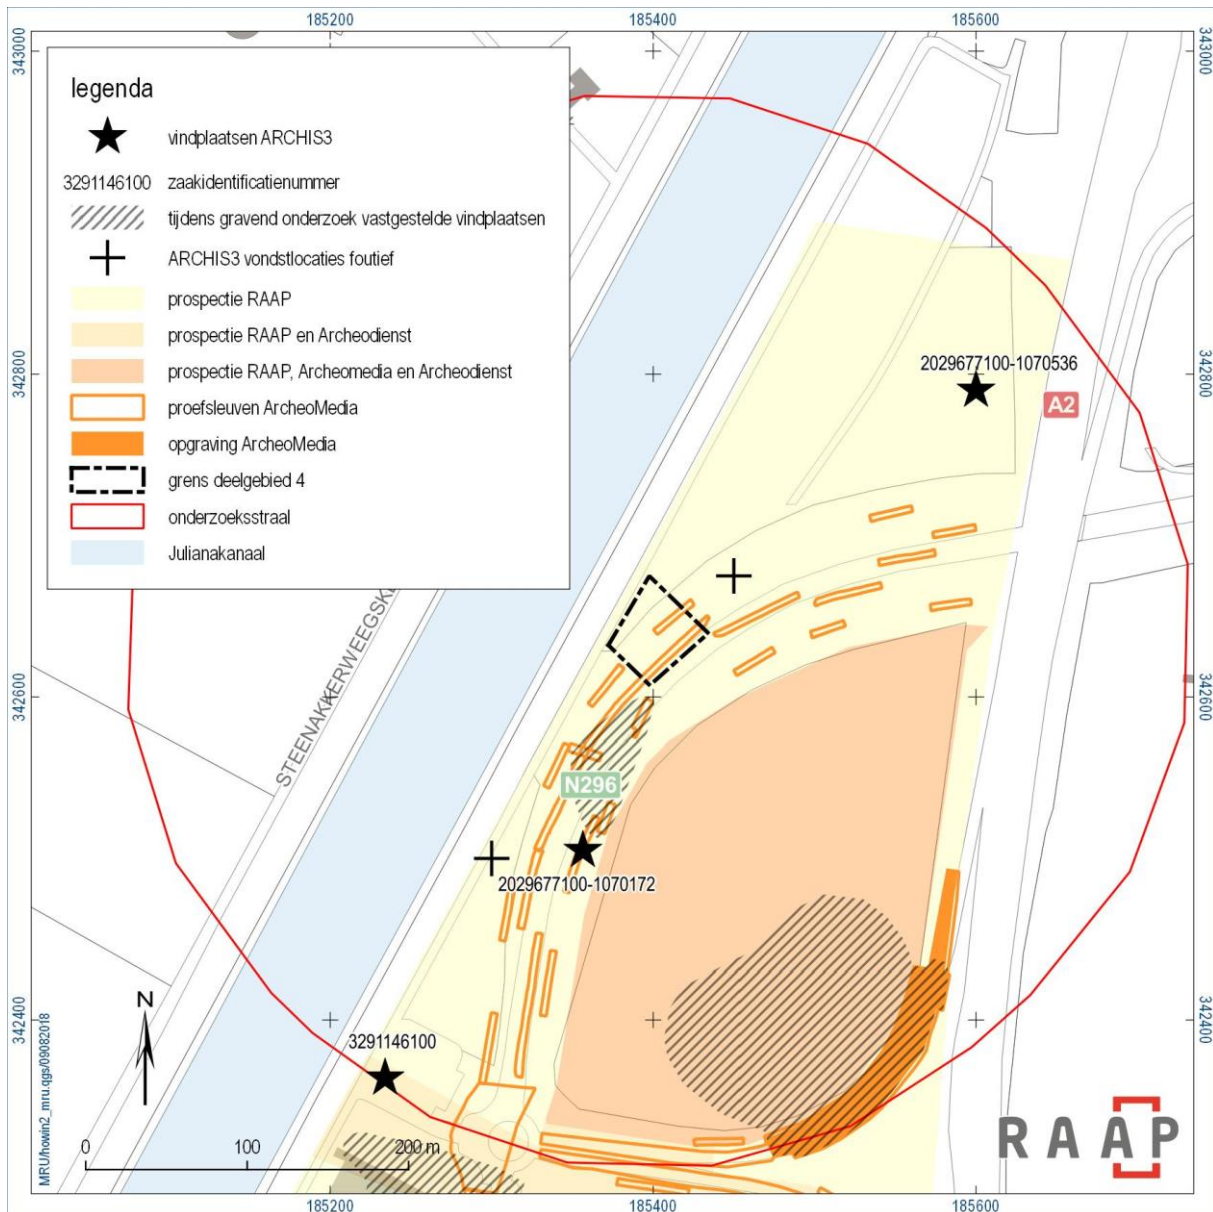 185200
185400
185600
343000
343000
legenda
vindplaatsen ARCHIS3
3291146100 zaakidentificatienummer
tijdens gravend onderzoek vastgestelde vindplaatsen
ARCHIS3 vondstlocaties foutief
prospectie RAAP
prospectie RAAP en Archeodienst
prospectie RAAP, Archeomedia en Archeodienst
proefsleuven ArcheoMedia
opgraving ArcheoMedia
grens deelgebied 4
onderzoeksstraal
Julianakanaal
342800
342800
2029677100-1070536
A2
STEENAKKERWEEGSK
342600
342600
N296
2029677100-1070172
342400
342400
N
3291146100
MRU/howin2_mru.qgs/09082018
0 100 200 m
RAAP
185200
185400
185600